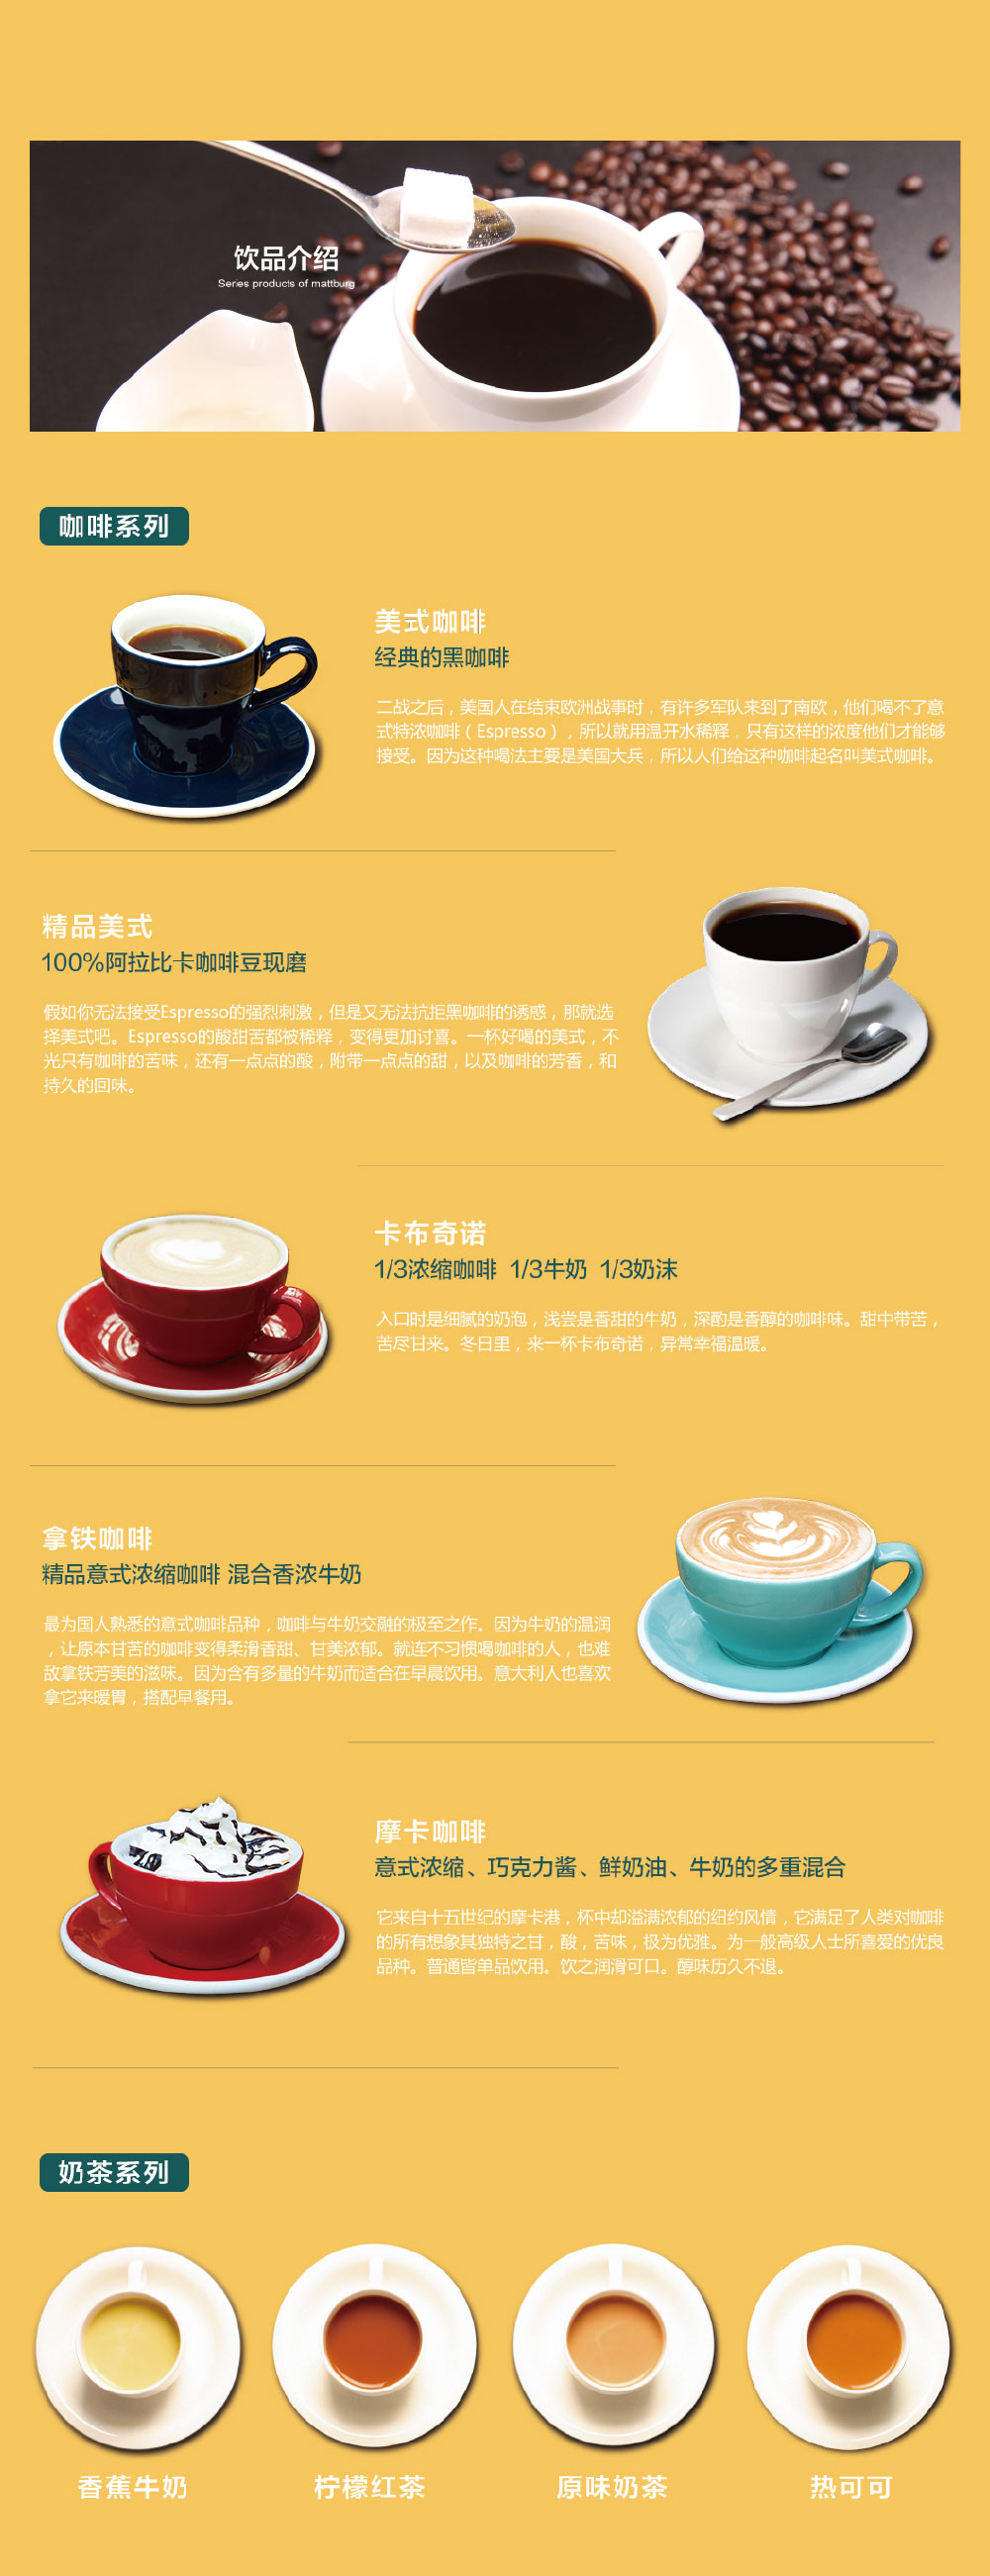 饮品介绍
Series products of mattburg
咖啡系列
美式咖啡
经典的黑咖啡
二战之后，美国人在结束欧洲战事时，有许多军队来到了南欧，他们喝不了意
式特浓咖啡（Espresso），所以就用温开水稀释，只有这样的浓度他们才能够
接受。因为这种喝法主要是美国大兵，所以人们给这种咖啡起名叫美式咖啡。
精品美式
100%阿拉比卡咖啡豆现磨
假如你无法接受Espresso的强烈刺激，但是又无法抗拒黑咖啡的诱惑，那就选
择美式吧。Espresso的酸甜苦都被稀释，变得更加讨喜。一杯好喝的美式，不
光只有咖啡的苦味，还有一点点的酸，附带一点点的甜，以及咖啡的芳香，和
持久的回味。
卡布奇诺
1/3浓缩咖啡 1/3牛奶 1/3奶沫
入口时是细腻的奶泡，浅尝是香甜的牛奶，深酌是香醇的咖啡味。甜中带苦，
苦尽甘来。冬日里，来一杯卡布奇诺，异常幸福温暖。
拿铁咖啡
精品意式浓缩咖啡 混合香浓牛奶
最为国人熟悉的意式咖啡品种，咖啡与牛奶交融的极至之作。因为牛奶的温润
，让原本甘苦的咖啡变得柔滑香甜、甘美浓郁。就连不习惯喝咖啡的人，也难
敌拿铁芳美的滋味。因为含有多量的牛奶而适合在早晨饮用。意大利人也喜欢
拿它来暖胃，搭配早餐用。
摩卡咖啡
意式浓缩、巧克力酱、鲜奶油、牛奶的多重混合
它来自十五世纪的摩卡港，杯中却溢满浓郁的纽约风情，它满足了人类对咖啡
的所有想象其独特之甘，酸，苦味，极为优雅。为一般高级人士所喜爱的优良
品种。普通皆单品饮用。饮之润滑可口。醇味历久不退。
奶茶系列
香蕉牛奶
柠檬红茶
原味奶茶
热可可